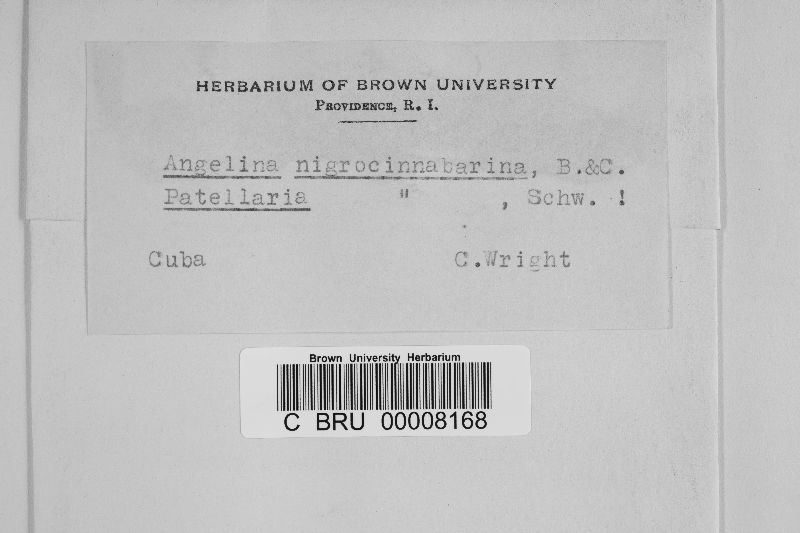 HERBARIUM OF BROWN UNIVERSITY
PROVIDENCE, R. I.
Angelina nigrocinnabarina, B.&C.
Patellaria " , Schw. !
Cuba C.Wright
Brown University Herbarium
C BRU 00008168